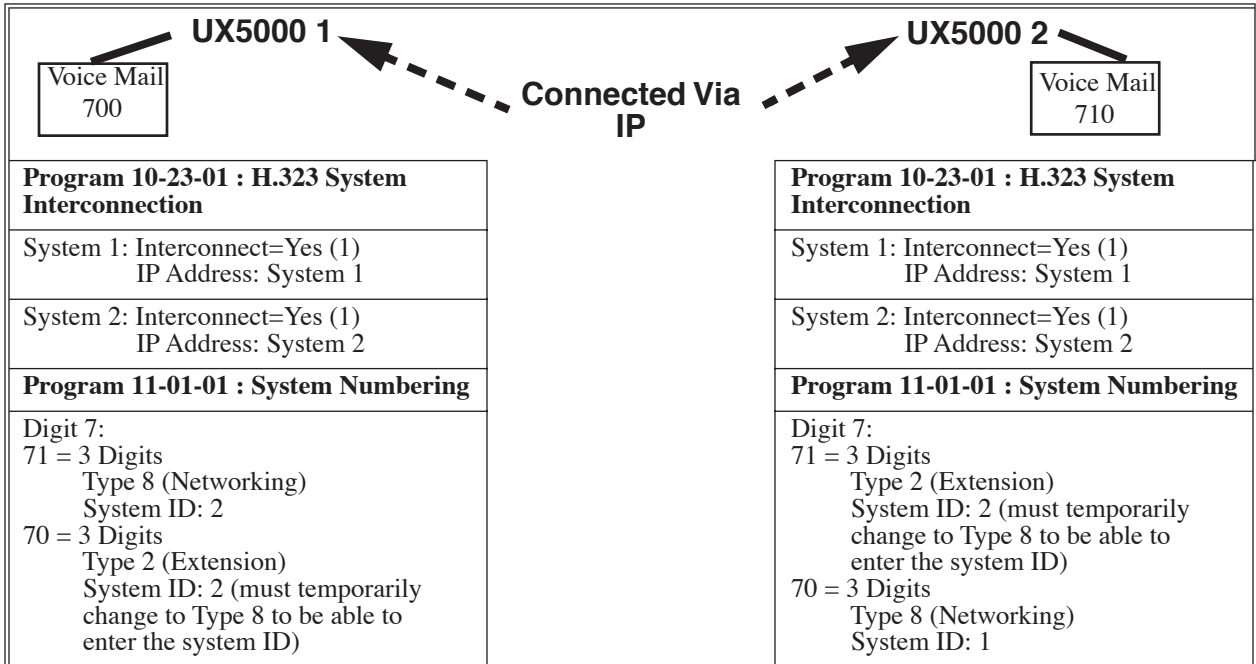 UX5000 1
UX5000 2
Voice Mail
700
Connected Via
IP
Voice Mail
710
Program 10-23-01 : H.323 System
Interconnection
System 1: Interconnect=Yes (1)
IP Address: System 1
System 2: Interconnect=Yes (1)
IP Address: System 2
Program 11-01-01 : System Numbering
Digit 7:
71 = 3 Digits
Type 8 (Networking)
System ID: 2
70 = 3 Digits
Type 2 (Extension)
System ID: 2 (must temporarily
change to Type 8 to be able to
enter the system ID)
Program 10-23-01 : H.323 System
Interconnection
System 1: Interconnect=Yes (1)
IP Address: System 1
System 2: Interconnect=Yes (1)
IP Address: System 2
Program 11-01-01 : System Numbering
Digit 7:
71 = 3 Digits
Type 2 (Extension)
System ID: 2 (must temporarily
change to Type 8 to be able to
enter the system ID)
70 = 3 Digits
Type 8 (Networking)
System ID: 1